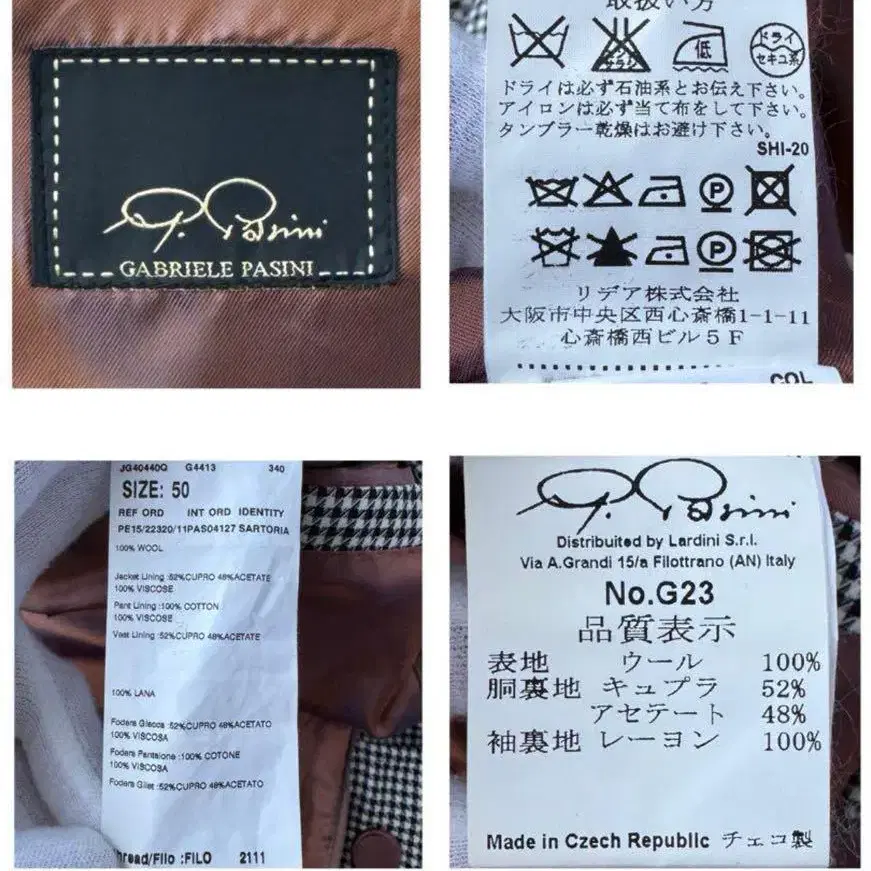 G. Pasini
GABRIELE PASINI
取扱い方
サラシ
低
ドライ
セキユ系
ドライは必ず石油系とお伝え下さい。
アイロンは必ず当て布をして下さい。
タンブラー乾燥はお避け下さい。
SHI-20
P
P
リデア株式会社
大阪市中央区西心斎橋1-1-11
心斎橋西ビル5F
COL
JG40440Q G4413 340
SIZE: 50
REF ORD INT ORD IDENTITY
PE15/22320/11PAS04127 SARTORIA
100% WOOL
Jacket Lining :52%CUPRO 48%ACETATE
100% VISCOSE
Pant Lining :100% COTTON
100% VISCOSE
Vest Lining :52%CUPRO 48%ACETATE
100% LANA
Fodera Giacca :52%CUPRO 48%ACETATO
100% VISCOSA
Fodera Pantalone :100% COTONE
100% VISCOSA
Fodera Gilet :52%CUPRO 48%ACETATO
Thread/Filo :FILO 2111
G. Pasini
Distribuited by Lardini S.r.l.
Via A.Grandi 15/a Filottrano (AN) Italy
No.G23
品質表示
表地 ウール 100%
胴裏地 キュプラ 52%
アセテート 48%
袖裏地 レーヨン 100%
Made in Czech Republic チェコ製